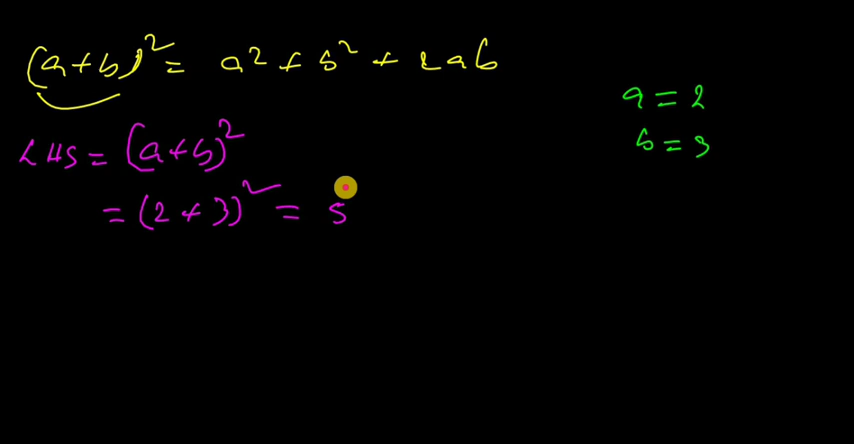 (a+b)² = a² + b² + 2ab
a = 2
b = 3
LHS = (a+b)²
= (2+3)² = 5